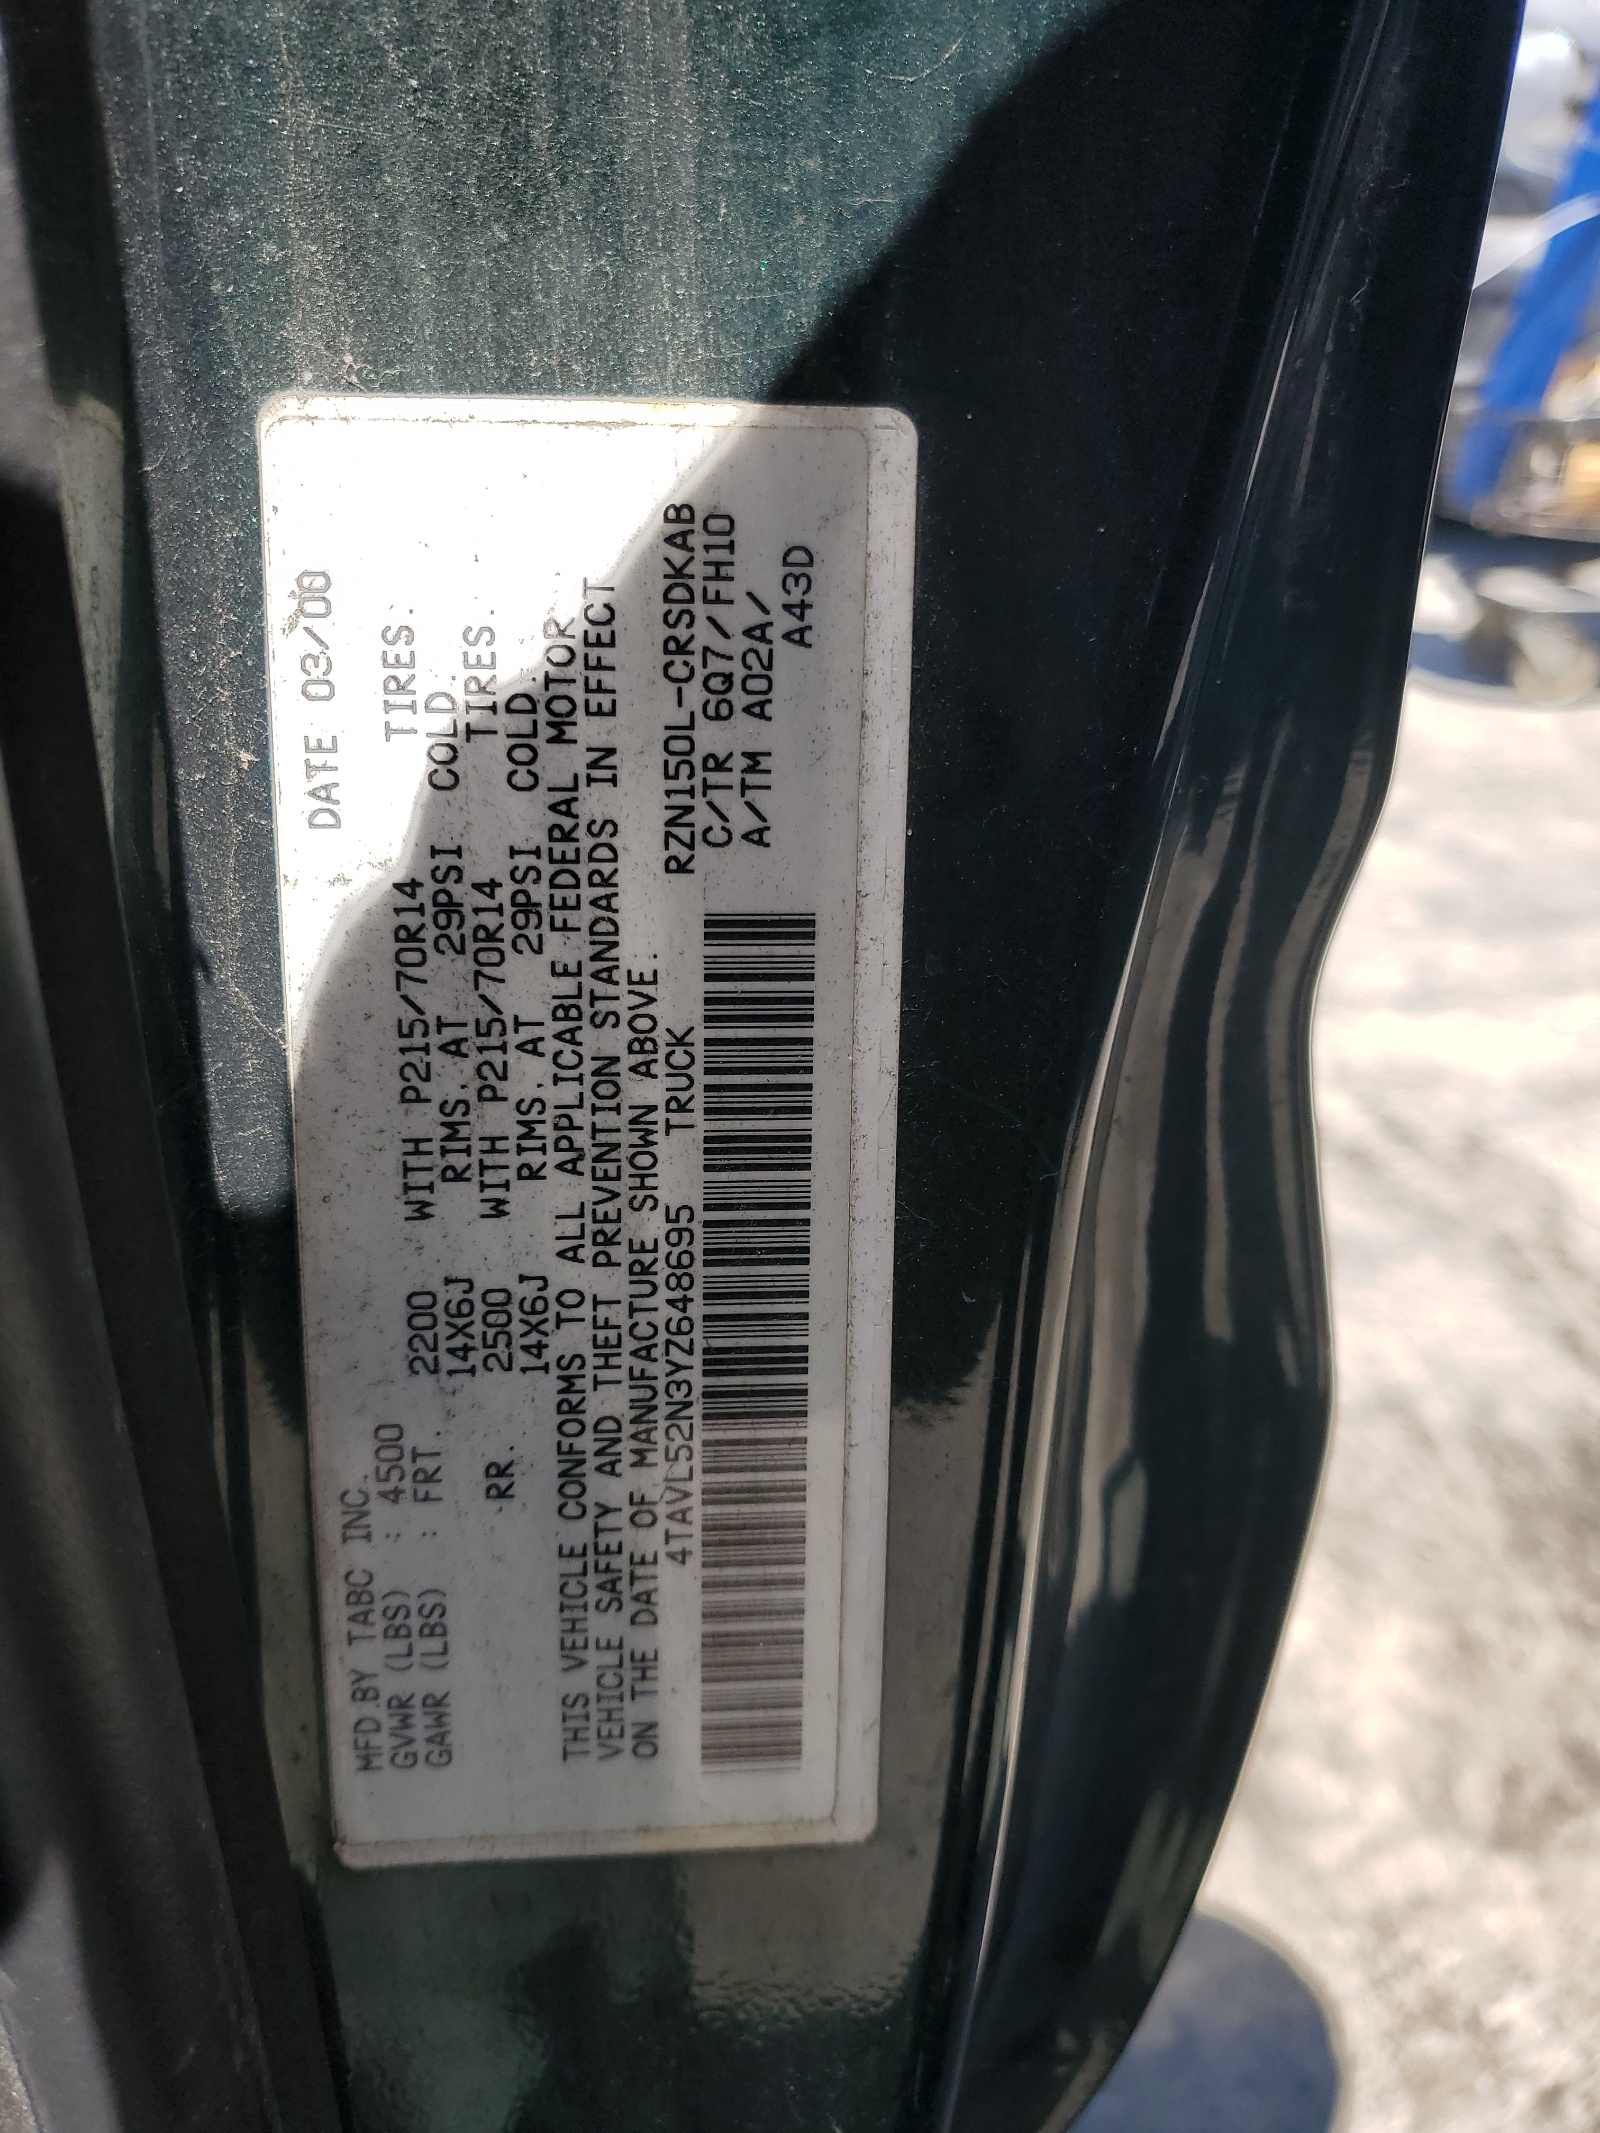 MFD.BY TABC INC. DATE 03/00
GVWR (LBS) : 4500
GAWR (LBS) : FRT. 2200 WITH P215/70R14 TIRES.
14X6J RIMS. AT 29PSI COLD.
RR. 2500 WITH P215/70R14 TIRES.
14X6J RIMS. AT 29PSI COLD.
THIS VEHICLE CONFORMS TO ALL APPLICABLE FEDERAL MOTOR
VEHICLE SAFETY AND THEFT PREVENTION STANDARDS IN EFFECT
ON THE DATE OF MANUFACTURE SHOWN ABOVE.
4TAVL52N3YZ648695 TRUCK RZN150L-CRSDKAB
C/TR 6Q7/FH10
A/TM A02A/
A43D